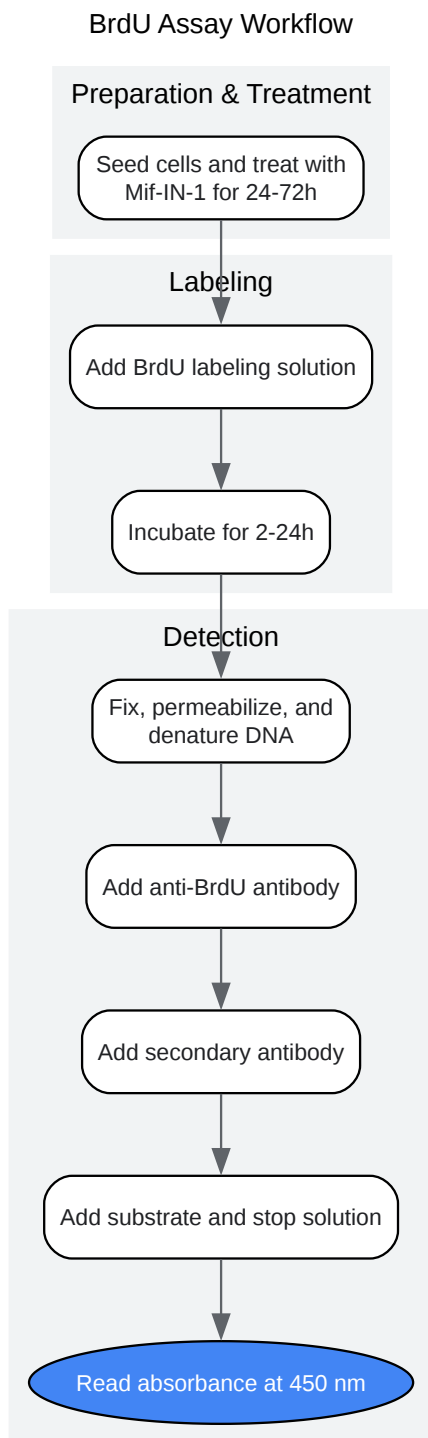 BrdU Assay Workflow
Preparation & Treatment
Seed cells and treat with
Mif-IN-1 for 24-72h
Labeling
Add BrdU labeling solution
Incubate for 2-24h
Detection
Fix, permeabilize, and
denature DNA
Add anti-BrdU antibody
Add secondary antibody
Add substrate and stop solution
Read absorbance at 450 nm